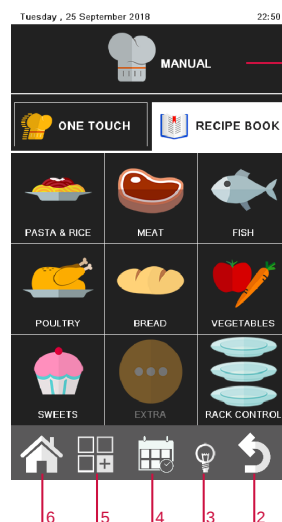 Tuesday , 25 September 2018 22:50
MANUAL
ONE TOUCH RECIPE BOOK
PASTA & RICE MEAT FISH
POULTRY BREAD VEGETABLES
SWEETS EXTRA RACK CONTROL
6 5 4 3 2